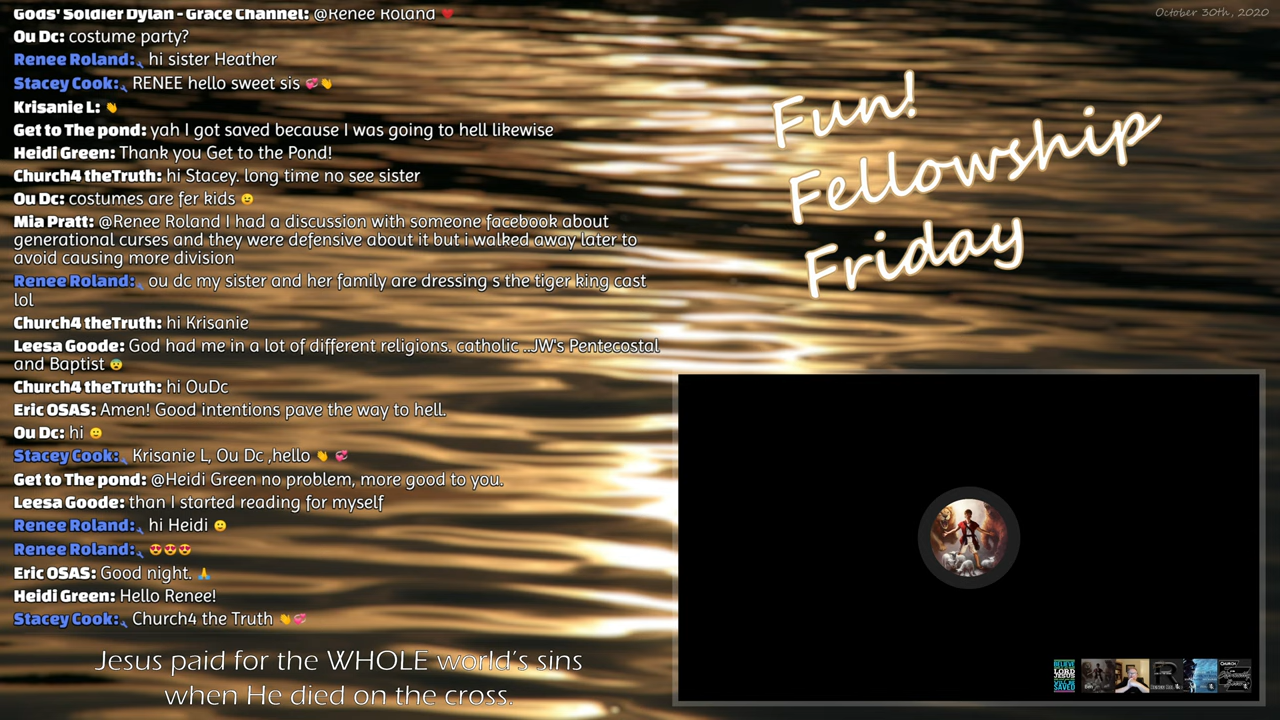 Gods' Soldier Dylan - Grace Channel: @Renee Roland ❤
Ou Dc: costume party?
Renee Roland: hi sister Heather
Stacey Cook: RENEE hello sweet sis 💞👏
Krisanie L: 👏
Get to The pond: yah I got saved because I was going to hell likewise
Heidi Green: Thank you Get to the Pond!
Church4 theTruth: hi Stacey. long time no see sister
Ou Dc: costumes are fer kids 🙂
Mia Pratt: @Renee Roland I had a discussion with someone facebook about
generational curses and they were defensive about it but i walked away later to
avoid causing more division
Renee Roland: ou dc my sister and her family are dressing s the tiger king cast
lol
Church4 theTruth: hi Krisanie
Leesa Goode: God had me in a lot of different religions. catholic ..JW's Pentecostal
and Baptist 😨
Church4 theTruth: hi OuDc
Eric OSAS: Amen! Good intentions pave the way to hell.
Ou Dc: hi 🙂
Stacey Cook: Krisanie L, Ou Dc ,hello 👏 💞
Get to The pond: @Heidi Green no problem, more good to you.
Leesa Goode: than I started reading for myself
Renee Roland: hi Heidi 🙂
Renee Roland: 😍😍😍
Eric OSAS: Good night. 🙏
Heidi Green: Hello Renee!
Stacey Cook: Church4 the Truth 👏💞
Jesus paid for the WHOLE world's sins
when He died on the cross.
October 30th, 2020
Fun!
Fellowship
Friday
BELIEVE
LORD
JESUS
SAVED
CHURCH